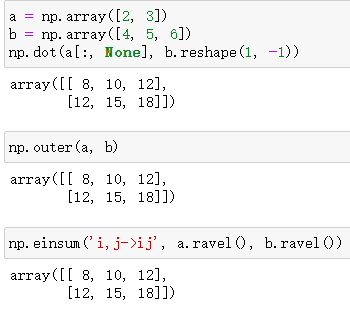 a = np.array([2, 3])
b = np.array([4, 5, 6])
np.dot(a[:, None], b.reshape(1, -1))
array([[ 8, 10, 12],
       [12, 15, 18]])
np.outer(a, b)
array([[ 8, 10, 12],
       [12, 15, 18]])
np.einsum('i,j->ij', a.ravel(), b.ravel())
array([[ 8, 10, 12],
       [12, 15, 18]])